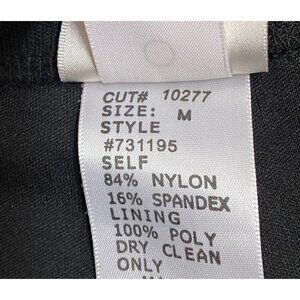 CUT# 10277
SIZE: M
STYLE
#731195
SELF
84% NYLON
16% SPANDEX
LINING
100% POLY
DRY CLEAN
ONLY